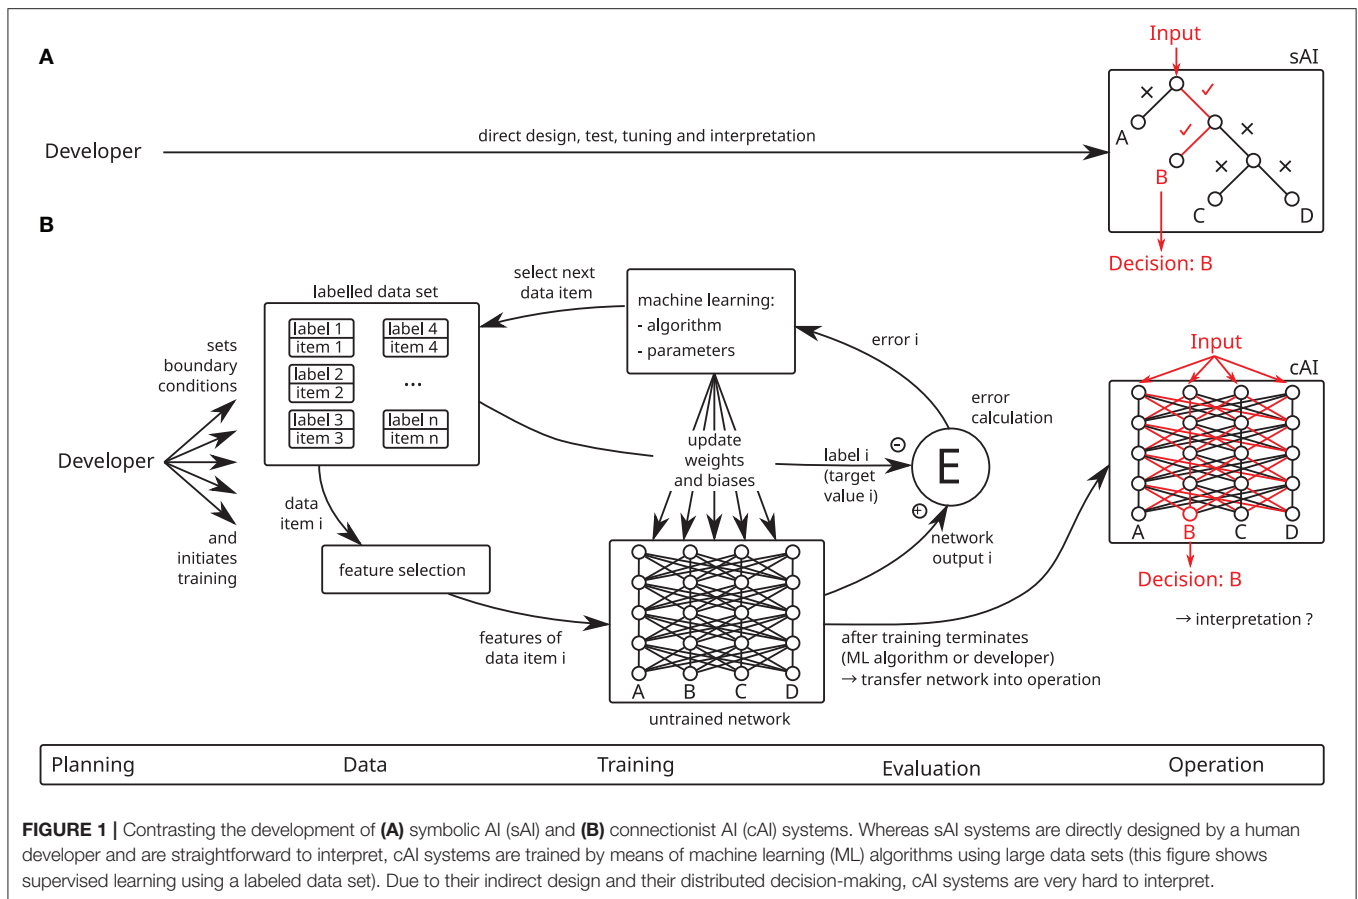 A
Input
sAI
direct design, test, tuning and interpretation
Developer
A
B
C
D
Decision: B
B
select next
data item
labelled data set
label 1
item 1
label 2
item 2
label 3
item 3
label 4
item 4
...
label n
item n
machine learning:
- algorithm
- parameters
sets
boundary
conditions
Developer
and
initiates
training
data
item i
feature selection
features of
data item i
update
weights
and biases
A B C D
untrained network
error i
error
calculation
-
label i
(target
value i)
E
+
network
output i
after training terminates
(ML algorithm or developer)
→ transfer network into operation
Input
cAI
A B C D
Decision: B
→ interpretation ?
Planning Data Training Evaluation Operation
FIGURE 1 | Contrasting the development of (A) symbolic AI (sAI) and (B) connectionist AI (cAI) systems. Whereas sAI systems are directly designed by a human
developer and are straightforward to interpret, cAI systems are trained by means of machine learning (ML) algorithms using large data sets (this figure shows
supervised learning using a labeled data set). Due to their indirect design and their distributed decision-making, cAI systems are very hard to interpret.